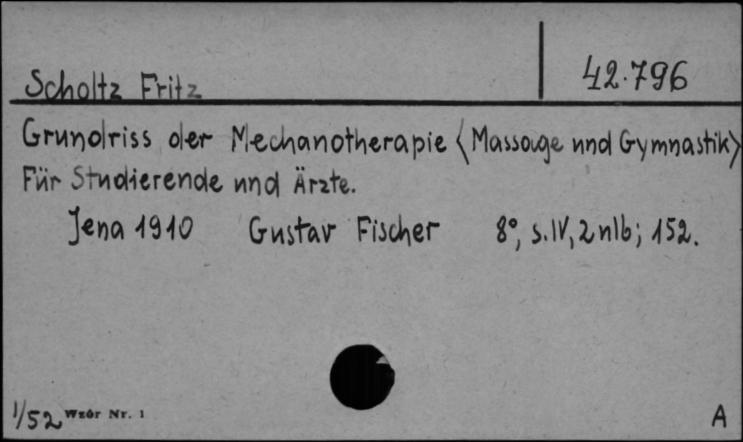 Scholtz Fritz 42.796
Grundriss der Mechanotherapie <Massage und Gymnastik>
Für Studierende und Ärzte.
Jena 1910 Gustav Fischer 8°, s.IV, 2 nlb; 152.
1/52 Wzór Nr. 1 A